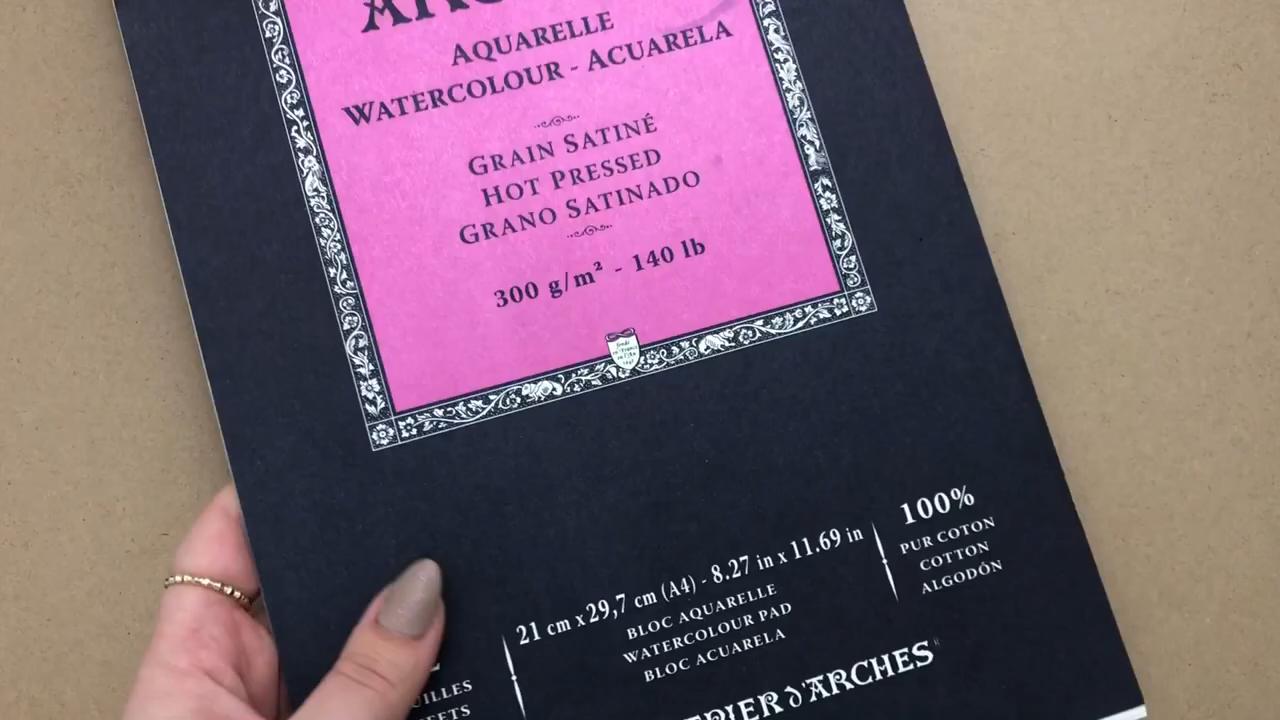 AQUARELLE
WATERCOLOUR - ACUARELA
GRAIN SATINÉ
HOT PRESSED
GRANO SATINADO
300 g/m² - 140 lb
21 cm x 29,7 cm (A4) - 8.27 in x 11.69 in
BLOC AQUARELLE
WATERCOLOUR PAD
BLOC ACUARELA
100%
PUR COTON
COTTON
ALGODÓN
D'ARCHES